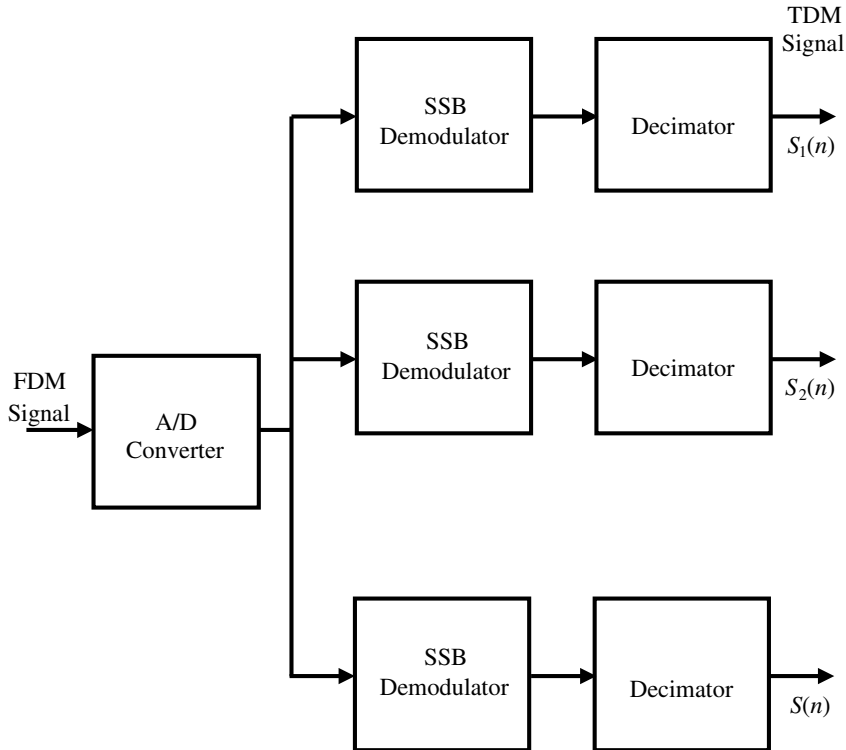 TDM
Signal
SSB
Demodulator
Decimator
S₁(n)
SSB
Demodulator
Decimator
S₂(n)
FDM
Signal
A/D
Converter
SSB
Demodulator
Decimator
S(n)